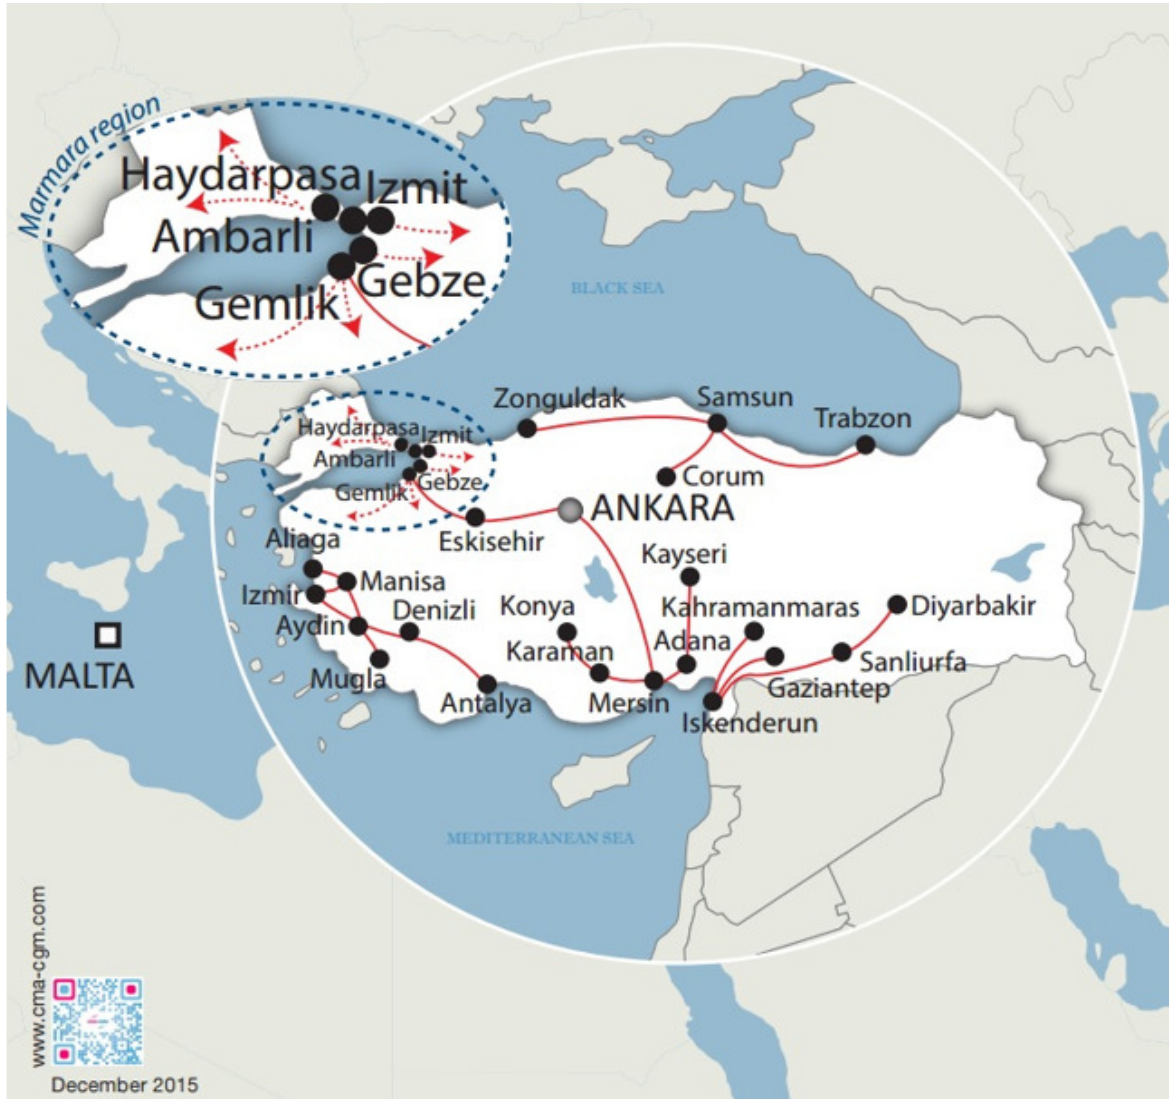 Marmara region
Haydarpasa
Izmit
Ambarli
Gebze
Gemlik
BLACK SEA
Zonguldak
Samsun
Trabzon
Haydarpasa
Izmit
Ambarli
Gebze
Gemlik
Corum
ANKARA
Eskisehir
Aliaga
Kayseri
Izmir
Manisa
Denizli
Konya
Kahramanmaras
Diyarbakir
Aydin
Karaman
Adana
Sanliurfa
MALTA
Mugla
Antalya
Mersin
Gaziantep
Iskenderun
MEDITERRANEAN SEA
www.cma-cgm.com
December 2015